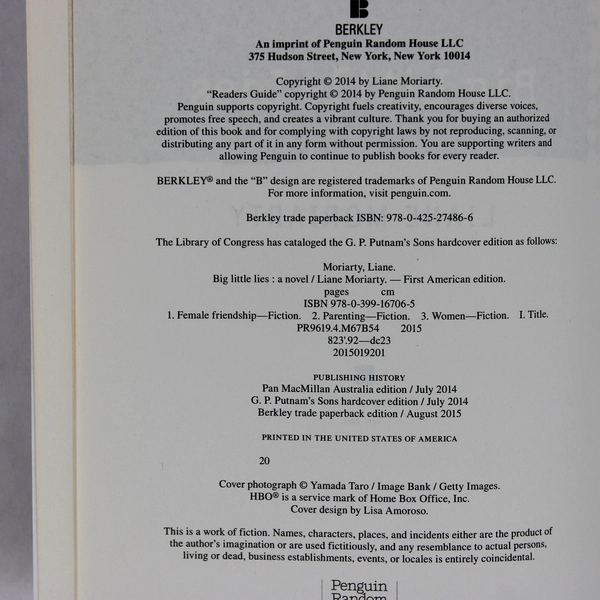 B
BERKLEY
An imprint of Penguin Random House LLC
375 Hudson Street, New York, New York 10014
Copyright © 2014 by Liane Moriarty.
“Readers Guide” copyright © 2014 by Penguin Random House LLC.
Penguin supports copyright. Copyright fuels creativity, encourages diverse voices,
promotes free speech, and creates a vibrant culture. Thank you for buying an authorized
edition of this book and for complying with copyright laws by not reproducing, scanning, or
distributing any part of it in any form without permission. You are supporting writers and
allowing Penguin to continue to publish books for every reader.
BERKLEY® and the “B” design are registered trademarks of Penguin Random House LLC.
For more information, visit penguin.com.
Berkley trade paperback ISBN: 978-0-425-27486-6
The Library of Congress has cataloged the G. P. Putnam's Sons hardcover edition as follows:
Moriarty, Liane.
Big little lies : a novel / Liane Moriarty. — First American edition.
pages cm
ISBN 978-0-399-16706-5
1. Female friendship—Fiction. 2. Parenting—Fiction. 3. Women—Fiction. I. Title.
PR9619.4.M67B54 2015
823'.92—dc23
2015019201
PUBLISHING HISTORY
Pan MacMillan Australia edition / July 2014
G. P. Putnam's Sons hardcover edition / July 2014
Berkley trade paperback edition / August 2015
PRINTED IN THE UNITED STATES OF AMERICA
20
Cover photograph © Yamada Taro / Image Bank / Getty Images.
HBO® is a service mark of Home Box Office, Inc.
Cover design by Lisa Amoroso.
This is a work of fiction. Names, characters, places, and incidents either are the product of
the author's imagination or are used fictitiously, and any resemblance to actual persons,
living or dead, business establishments, events, or locales is entirely coincidental.
Penguin
Random